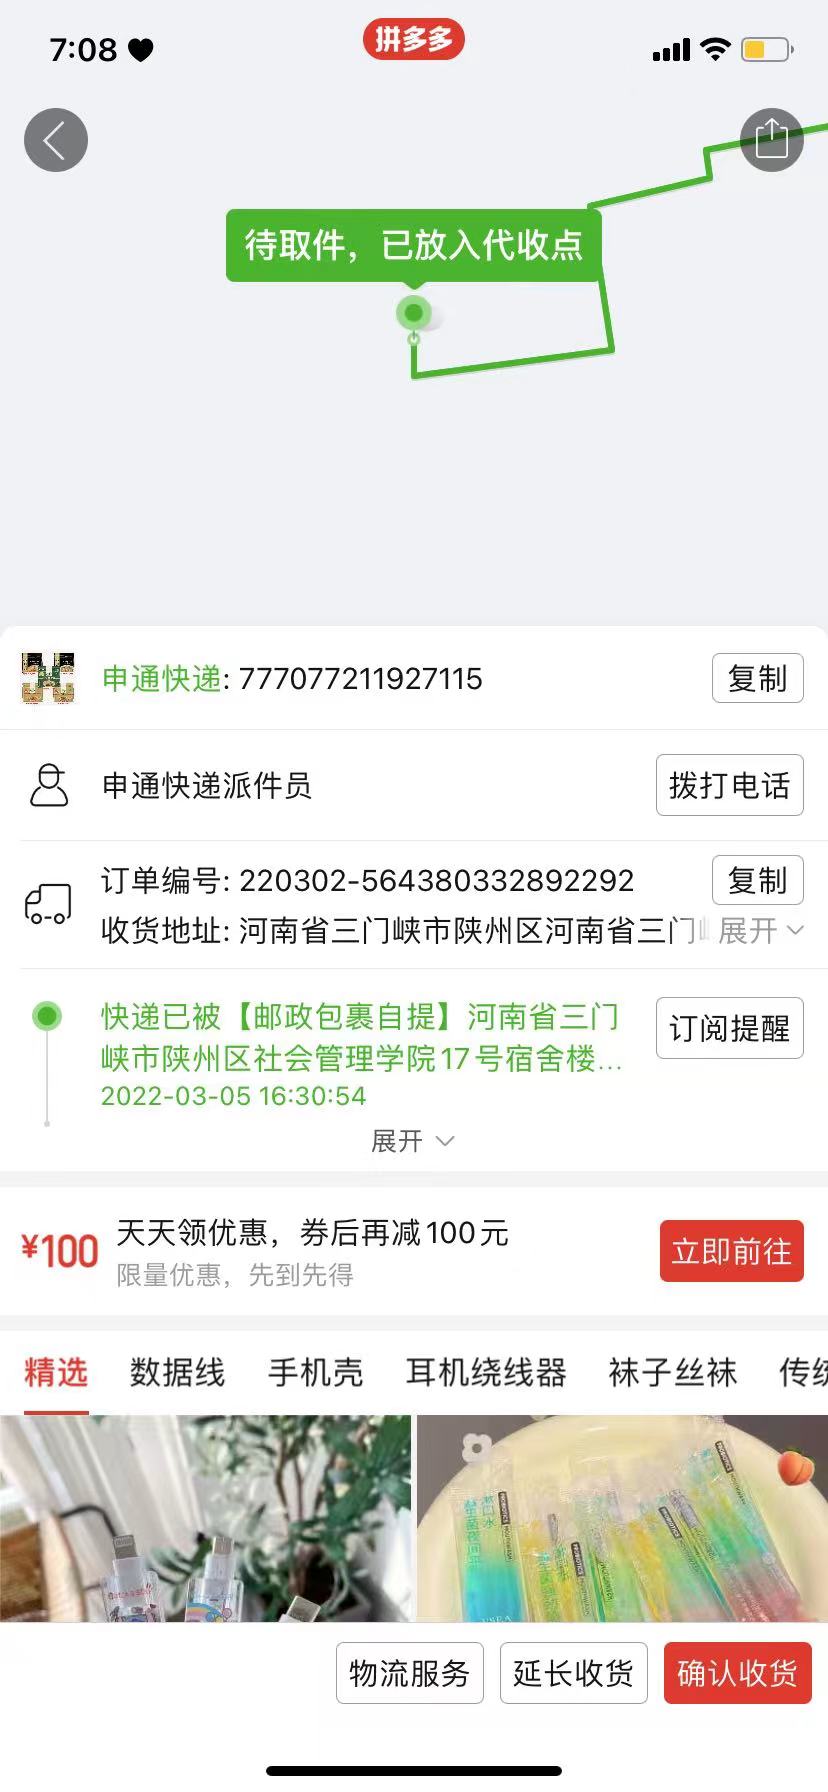 7:08
拼多多
待取件，已放入代收点
申通快递: 777077211927115
复制
申通快递派件员
拨打电话
订单编号: 220302-564380332892292
复制
收货地址: 河南省三门峡市陕州区河南省三门
展开
快递已被【邮政包裹自提】河南省三门
峡市陕州区社会管理学院17号宿舍楼...
2022-03-05 16:30:54
订阅提醒
展开
¥100
天天领优惠，券后再减100元
限量优惠，先到先得
立即前往
精选 数据线 手机壳 耳机绕线器 袜子丝袜 传统
漱口水
物流服务
延长收货
确认收货